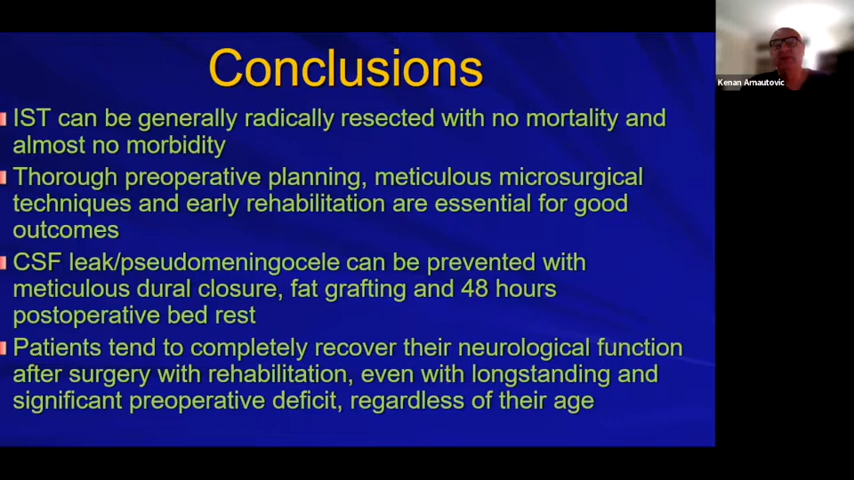 Conclusions
IST can be generally radically resected with no mortality and
almost no morbidity
Thorough preoperative planning, meticulous microsurgical
techniques and early rehabilitation are essential for good
outcomes
CSF leak/pseudomeningocele can be prevented with
meticulous dural closure, fat grafting and 48 hours
postoperative bed rest
Patients tend to completely recover their neurological function
after surgery with rehabilitation, even with longstanding and
significant preoperative deficit, regardless of their age
Kenan Arnautovic